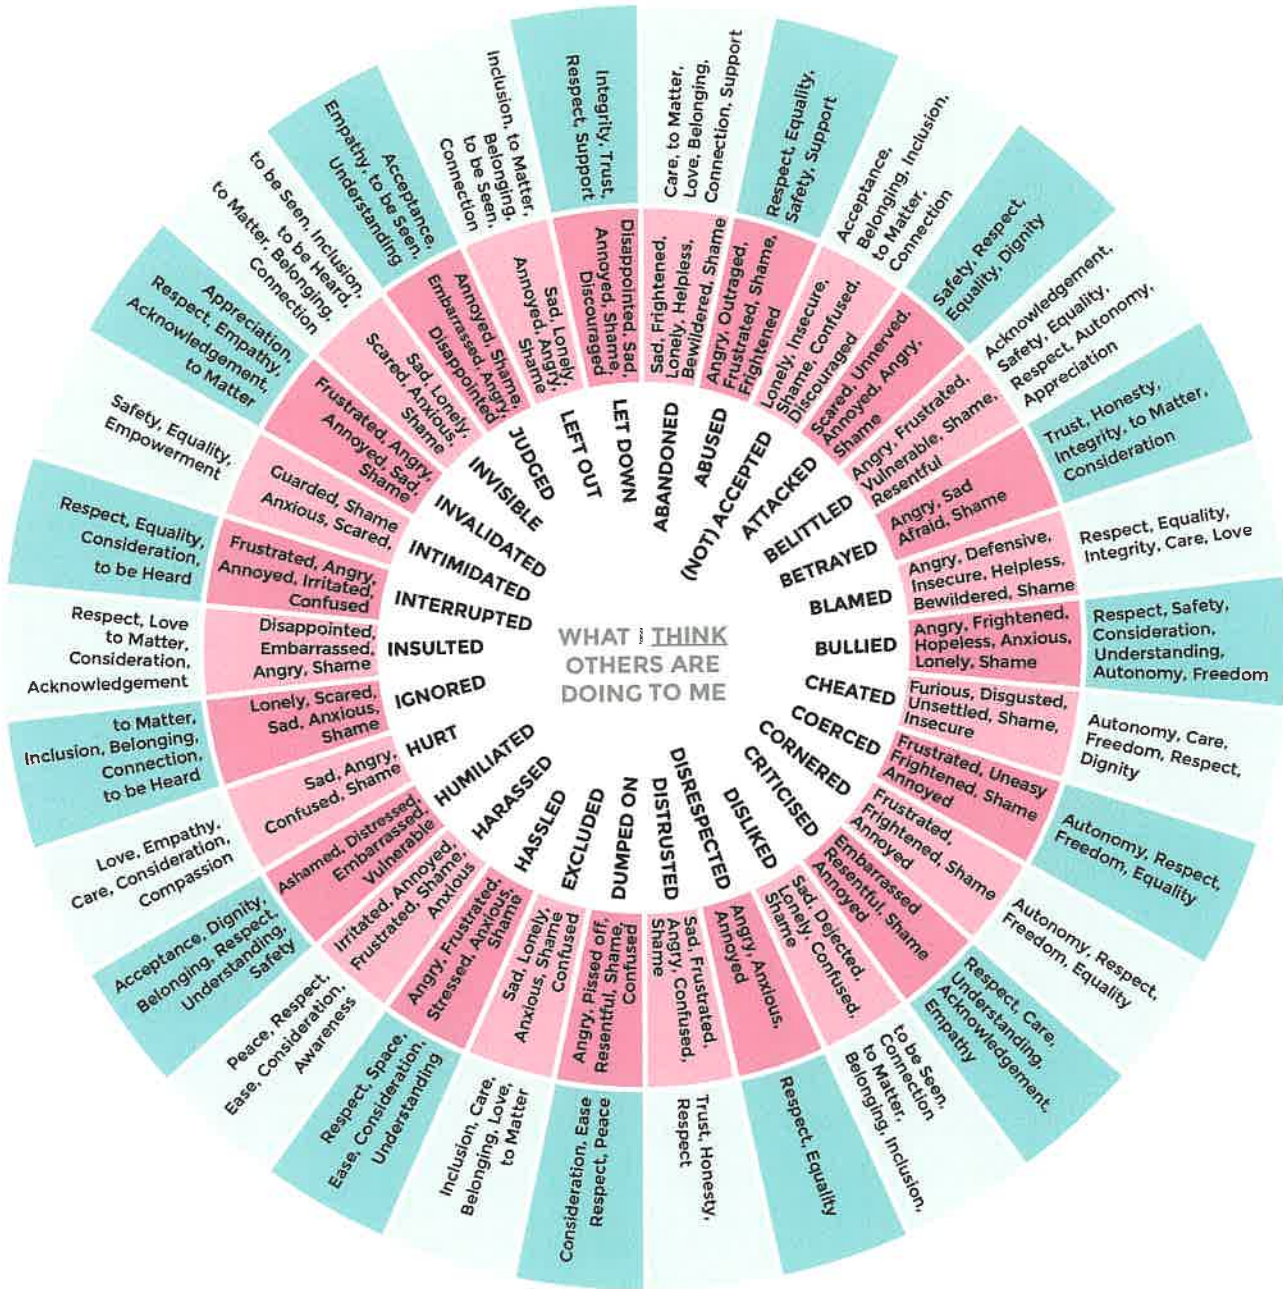 WHAT I THINK
OTHERS ARE
DOING TO ME
ABANDONED
Sad, Frightened,
Lonely, Helpless,
Bewildered, Shame
Care, to Matter,
Love, Belonging,
Connection, Support
ABUSED
Angry, Outraged,
Frustrated, Shame,
Frightened
Respect, Equality,
Safety, Support
(NOT) ACCEPTED
Lonely, Insecure,
Shame, Confused,
Discouraged
Acceptance,
Belonging, Inclusion,
to Matter,
Connection
ATTACKED
Scared, Unnerved,
Annoyed, Angry,
Shame
Safety, Respect,
Equality, Dignity
BELITTLED
Angry, Frustrated,
Vulnerable, Shame,
Resentful
Acknowledgement,
Safety, Equality,
Respect, Autonomy,
Appreciation
BETRAYED
Angry, Sad
Afraid, Shame
Trust, Honesty,
Integrity, to Matter,
Consideration
BLAMED
Angry, Defensive,
Insecure, Helpless,
Bewildered, Shame
Respect, Equality,
Integrity, Care, Love
BULLIED
Angry, Frightened,
Hopeless, Anxious,
Lonely, Shame
Respect, Safety,
Consideration,
Understanding,
Autonomy, Freedom
CHEATED
Furious, Disgusted,
Unsettled, Shame,
Insecure
Autonomy, Care,
Freedom, Respect,
Dignity
COERCED
Frustrated, Uneasy
Frightened, Shame
Annoyed
Autonomy, Respect,
Freedom, Equality
CORNERED
Frustrated,
Frightened, Shame
Annoyed
Autonomy, Respect,
Freedom, Equality
CRITICISED
Embarrassed
Resentful, Shame
Annoyed
Respect, Care,
Understanding,
Acknowledgement,
Empathy
DISLIKED
Sad, Dejected,
Lonely, Confused,
Shame
to be Seen,
Connection
to Matter,
Belonging, Inclusion,
DISRESPECTED
Angry, Anxious,
Annoyed
Respect, Equality
DISTRUSTED
Sad, Frustrated,
Angry, Confused,
Shame
Trust, Honesty,
Respect
DUMPED ON
Angry, Pissed off,
Resentful, Shame,
Confused
Consideration, Ease
Respect, Peace
EXCLUDED
Sad, Lonely,
Anxious, Shame
Confused
Inclusion, Care,
Belonging, Love,
to Matter
HASSLED
Angry, Frustrated,
Stressed, Anxious,
Shame
Respect, Space,
Ease, Consideration,
Understanding
HARASSED
Irritated, Annoyed,
Frustrated, Shame,
Anxious
Peace, Respect,
Ease, Consideration,
Awareness
HUMILIATED
Ashamed, Distressed,
Embarrassed,
Vulnerable
Acceptance, Dignity,
Belonging, Respect,
Understanding,
Safety
HURT
Sad, Angry,
Confused, Shame
Love, Empathy,
Care, Consideration,
Compassion
IGNORED
Lonely, Scared,
Sad, Anxious,
Shame
to Matter,
Inclusion, Belonging,
Connection,
to be Heard
INSULTED
Disappointed,
Embarrassed,
Angry, Shame
Respect, Love
to Matter,
Consideration,
Acknowledgement
INTERRUPTED
Frustrated, Angry,
Annoyed, Irritated,
Confused
Respect, Equality,
Consideration,
to be Heard
INTIMIDATED
Guarded, Shame
Anxious, Scared,
Safety, Equality,
Empowerment
INVALIDATED
Frustrated, Angry,
Annoyed, Sad,
Shame
Appreciation,
Respect, Empathy,
Acknowledgement,
to Matter
INVISIBLE
Sad, Lonely,
Scared, Anxious,
Shame
to be Seen, Inclusion,
to be Heard,
to Matter, Belonging,
Connection
JUDGED
Annoyed, Shame,
Embarrassed, Angry,
Disappointed
Acceptance,
Empathy, to be Seen,
Understanding
LEFT OUT
Sad, Lonely,
Annoyed, Angry,
Shame
Inclusion, to Matter,
Belonging,
to be Seen,
Connection
LET DOWN
Disappointed, Sad,
Annoyed, Shame,
Discouraged
Integrity, Trust,
Respect, Support